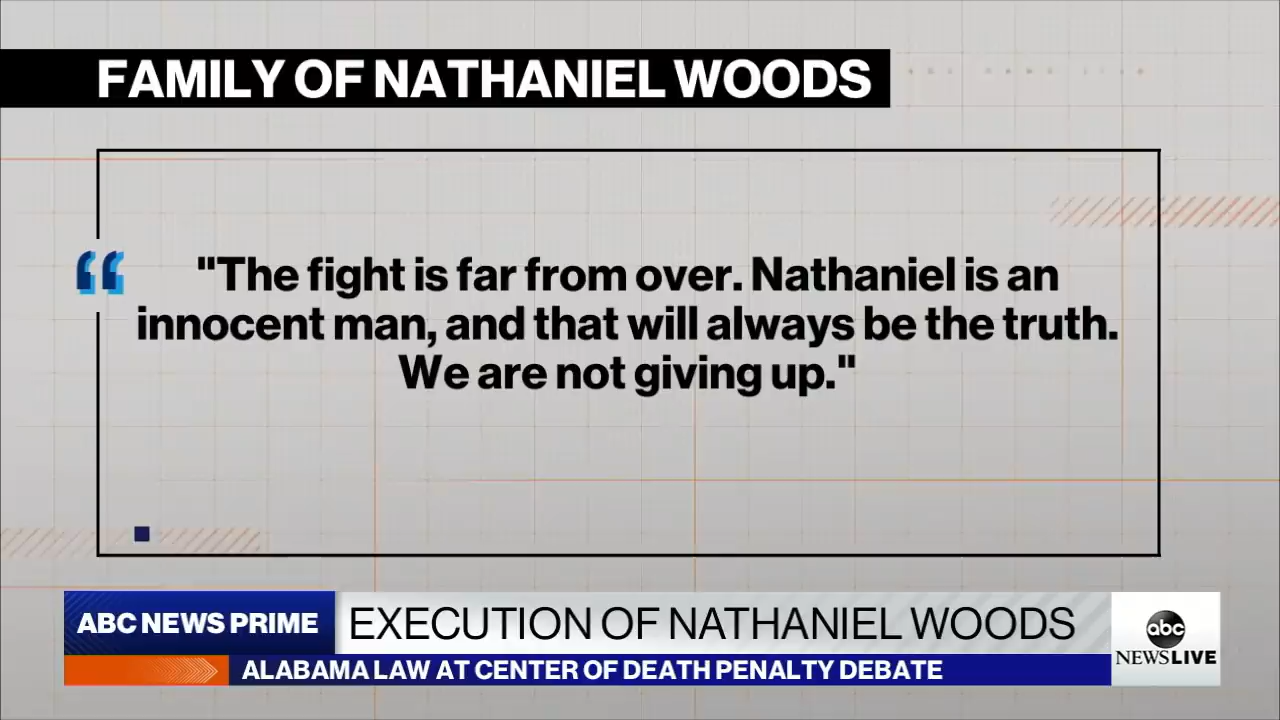 FAMILY OF NATHANIEL WOODS
"The fight is far from over. Nathaniel is an
innocent man, and that will always be the truth.
We are not giving up."
ABC NEWS PRIME
EXECUTION OF NATHANIEL WOODS
ALABAMA LAW AT CENTER OF DEATH PENALTY DEBATE
abc
NEWS LIVE